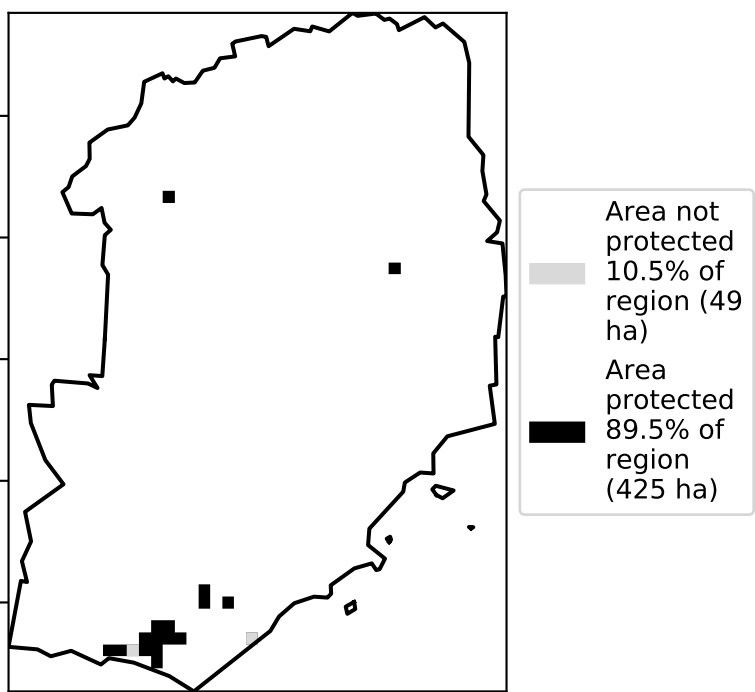 Area not
protected
10.5% of
region (49
ha)
Area
protected
89.5% of
region
(425 ha)